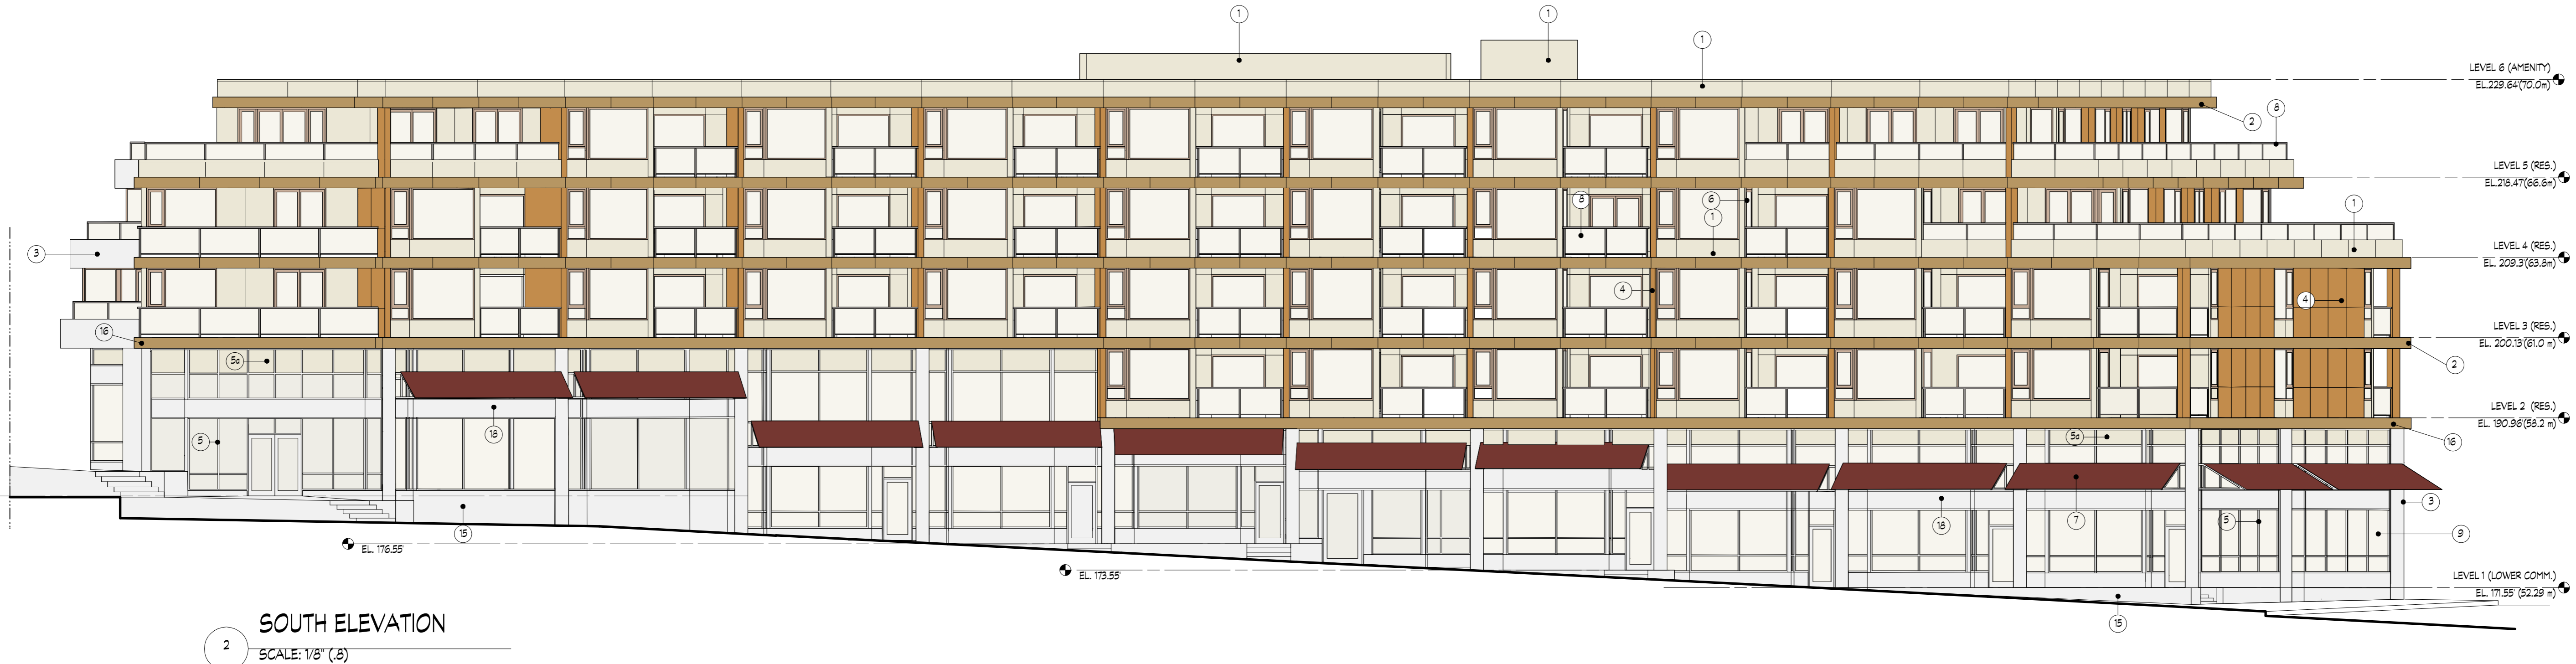 1
1
1
LEVEL 6 (AMENITY)
EL.229.64'(70.0m)
8
2
LEVEL 5 (RES.)
EL.218.47'(66.6m)
8
6
1
1
3
LEVEL 4 (RES.)
EL. 209.3'(63.8m)
4
4
16
LEVEL 3 (RES.)
EL. 200.13'(61.0 m)
5a
2
LEVEL 2 (RES.)
EL. 190.96'(58.2 m)
18
5
5a
16
7
18
5
3
9
15
EL. 176.55'
EL. 173.55'
LEVEL 1 (LOWER COMM.)
EL. 171.55' (52.29 m)
15
2
SOUTH ELEVATION
SCALE: 1/8" (.8)